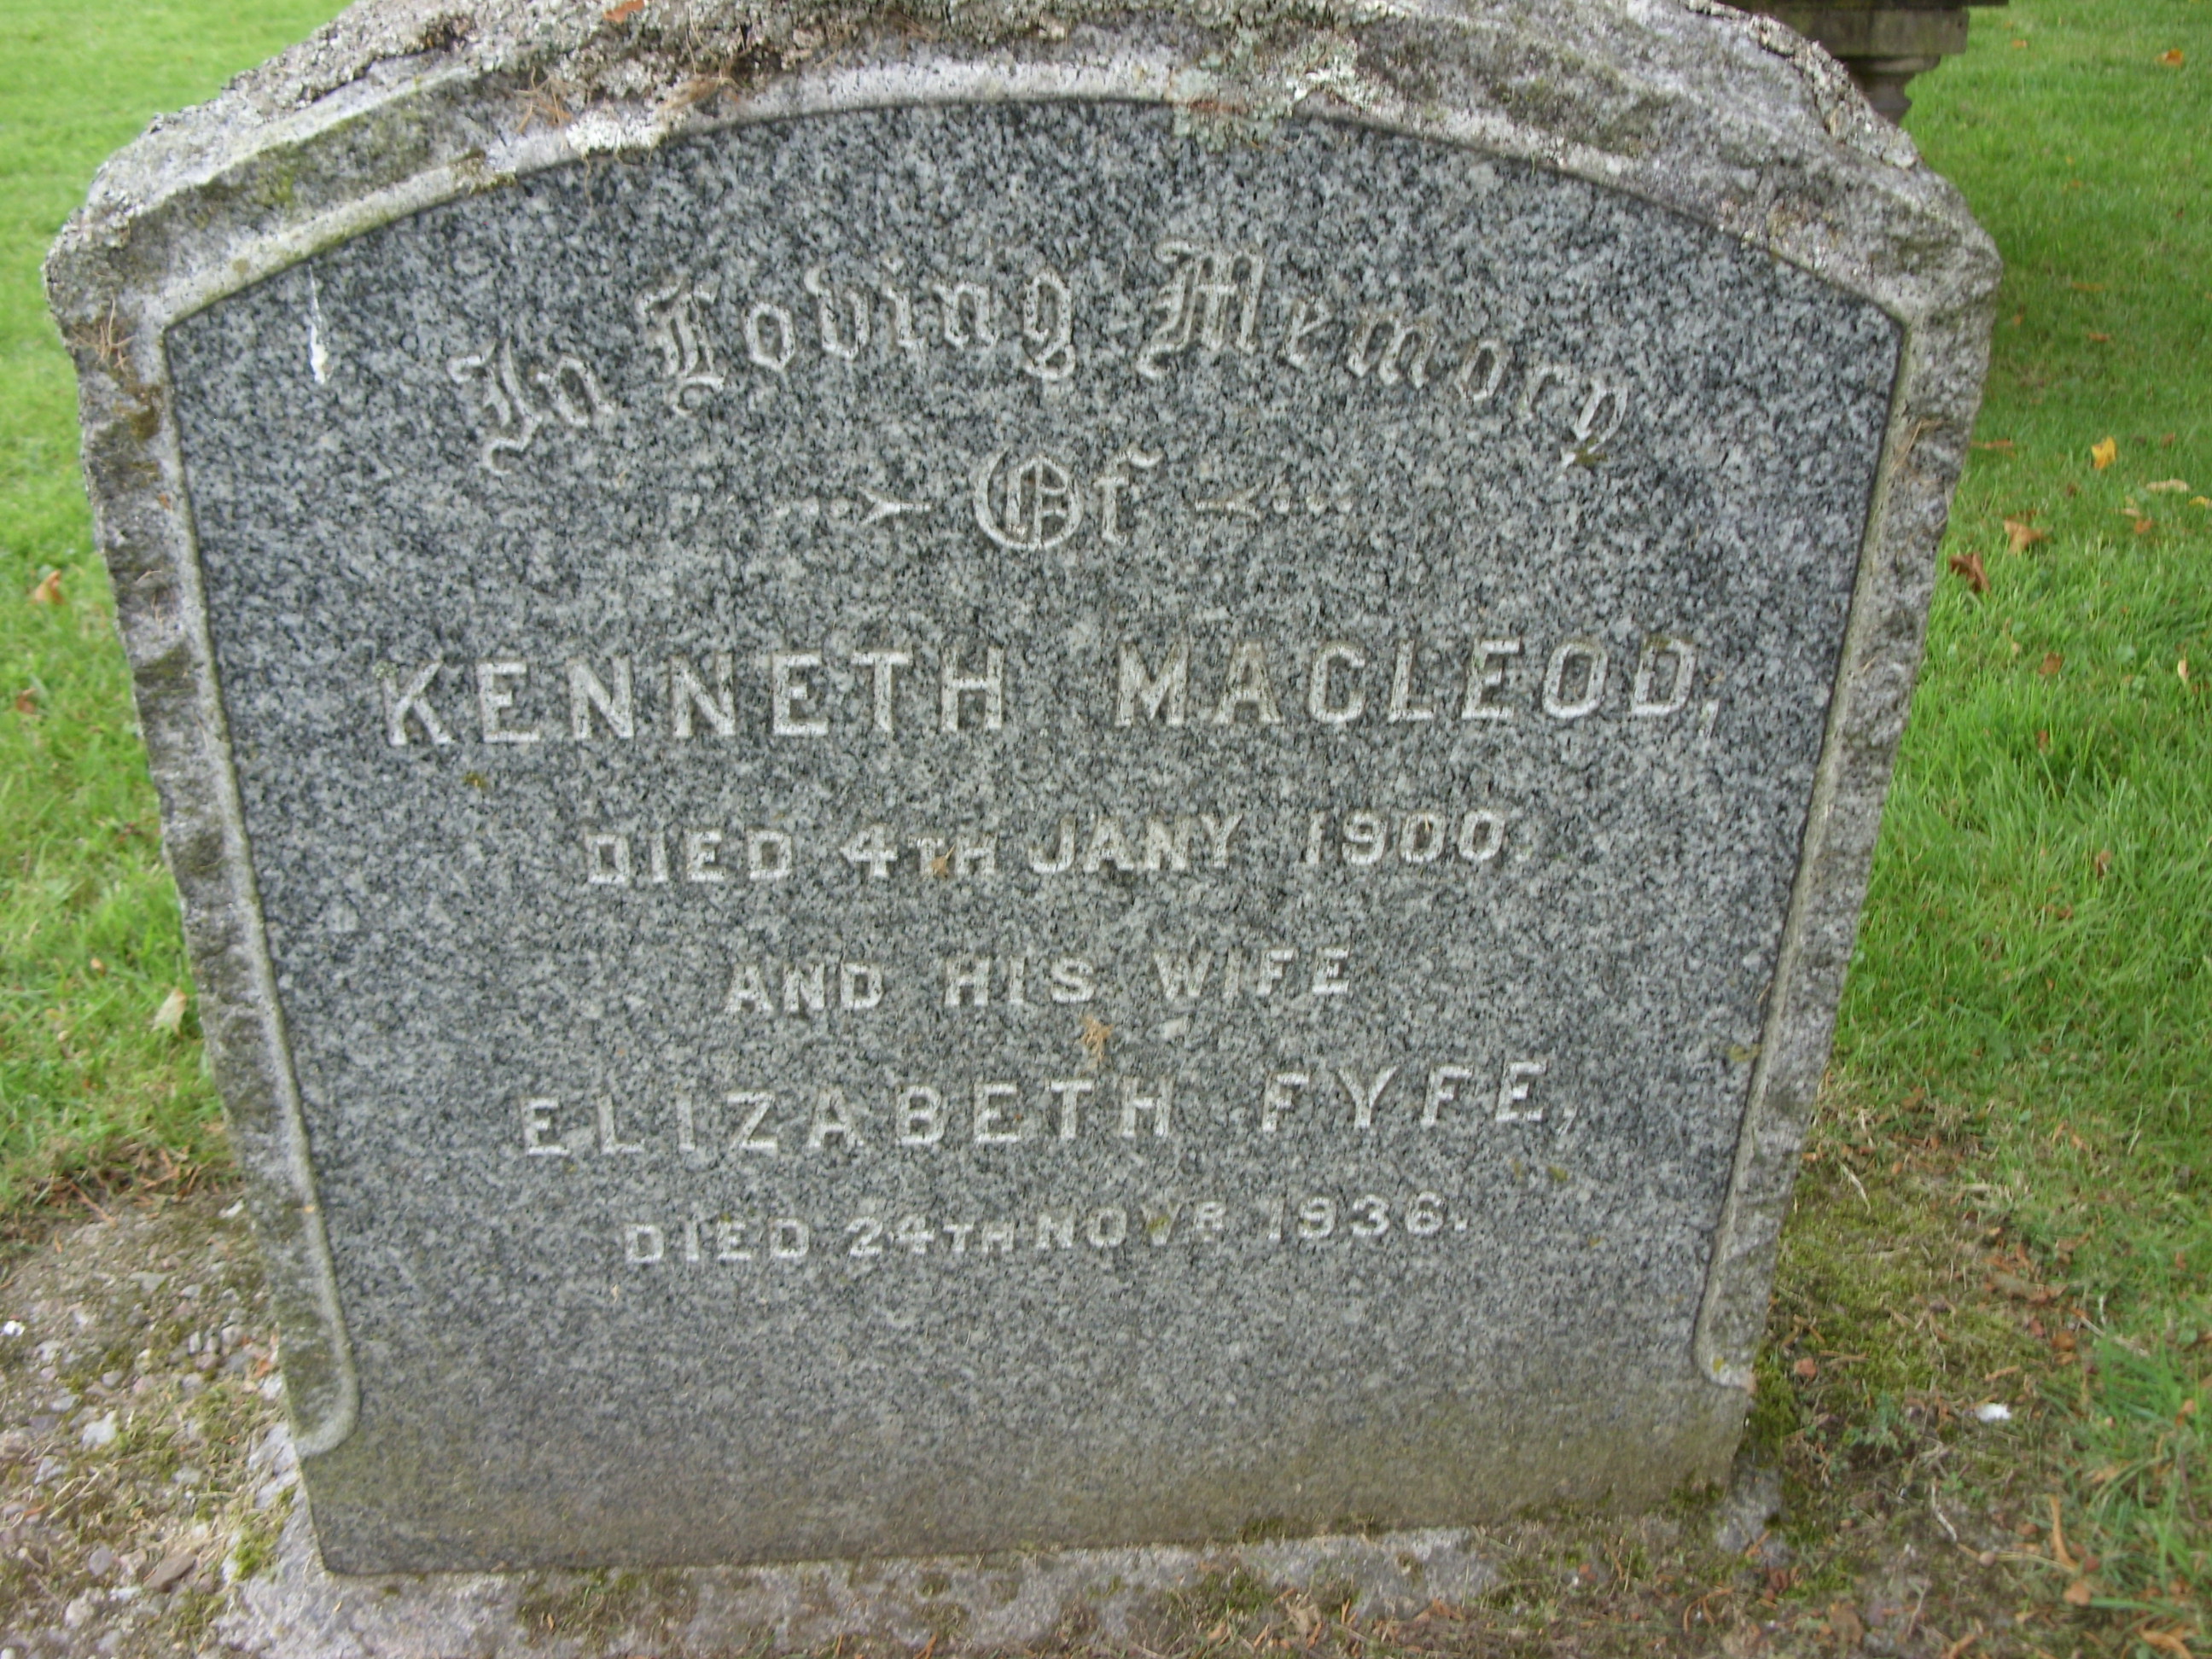 In Loving Memory
Of
KENNETH MACLEOD,
DIED 4TH JANY 1900.
AND HIS WIFE
ELIZABETH FYFE,
DIED 24TH NOVR 1936.